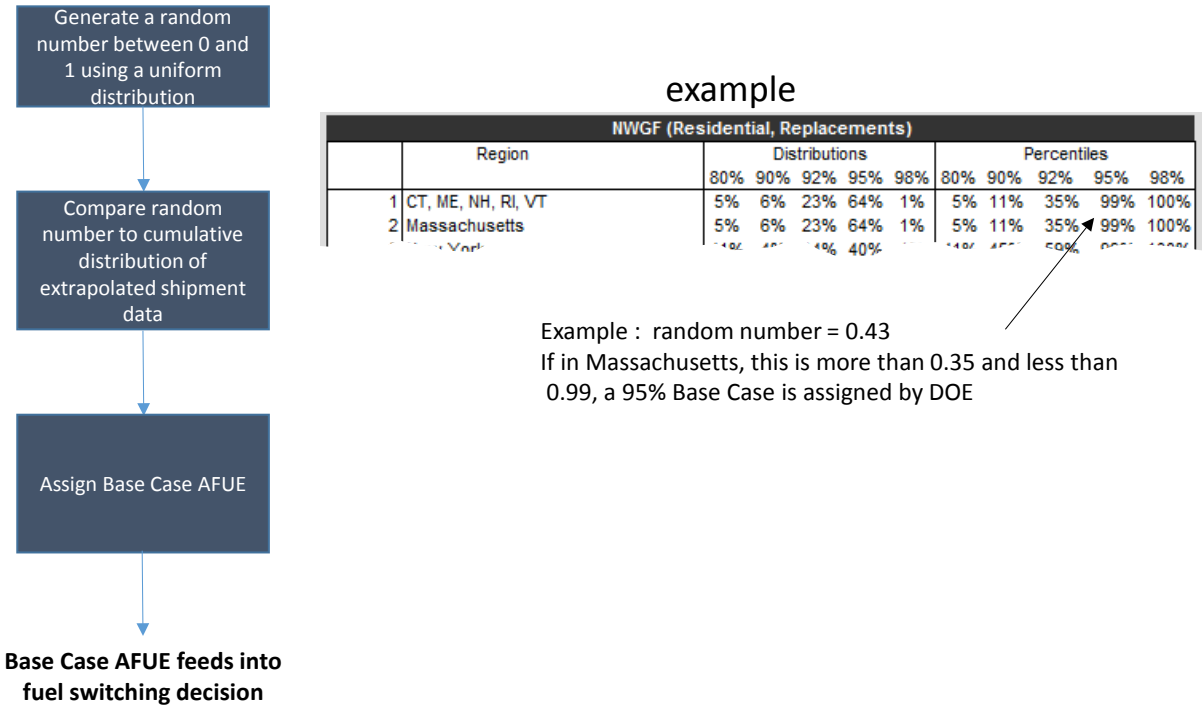 Generate a random
number between 0 and
1 using a uniform
distribution
Compare random
number to cumulative
distribution of
extrapolated shipment
data
Assign Base Case AFUE
Base Case AFUE feeds into
fuel switching decision
example
NWGF (Residential, Replacements)
Region Distributions Percentiles
80% 90% 92% 95% 98% 80% 90% 92% 95% 98%
1 CT, ME, NH, RI, VT 5% 6% 23% 64% 1% 5% 11% 35% 99% 100%
2 Massachusetts 5% 6% 23% 64% 1% 5% 11% 35% 99% 100%
40% 59%
Example : random number = 0.43
If in Massachusetts, this is more than 0.35 and less than
0.99, a 95% Base Case is assigned by DOE